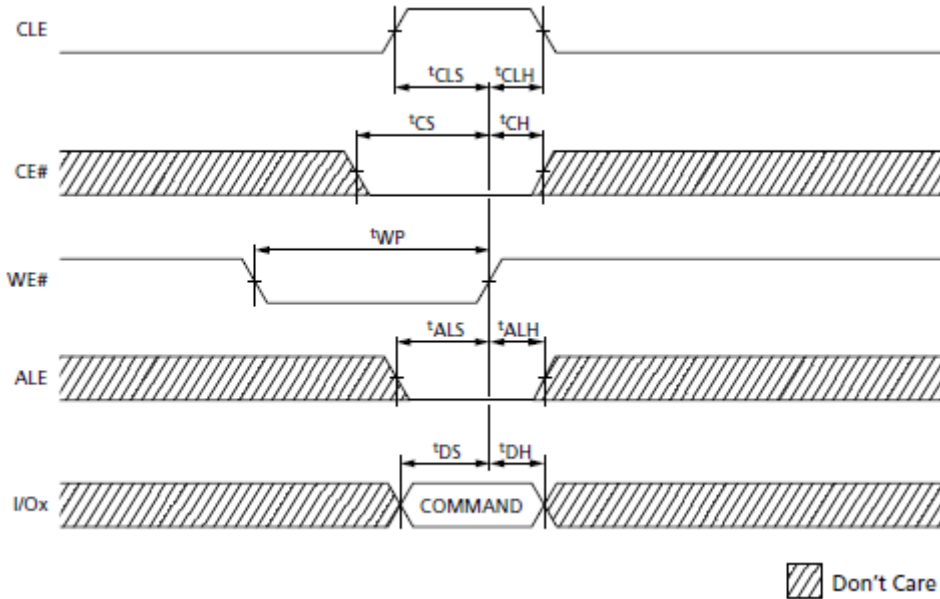 CLE
tCLS tCLH
tCS tCH
CE#
tWP
WE#
tALS tALH
ALE
tDS tDH
I/Ox COMMAND
Don't Care